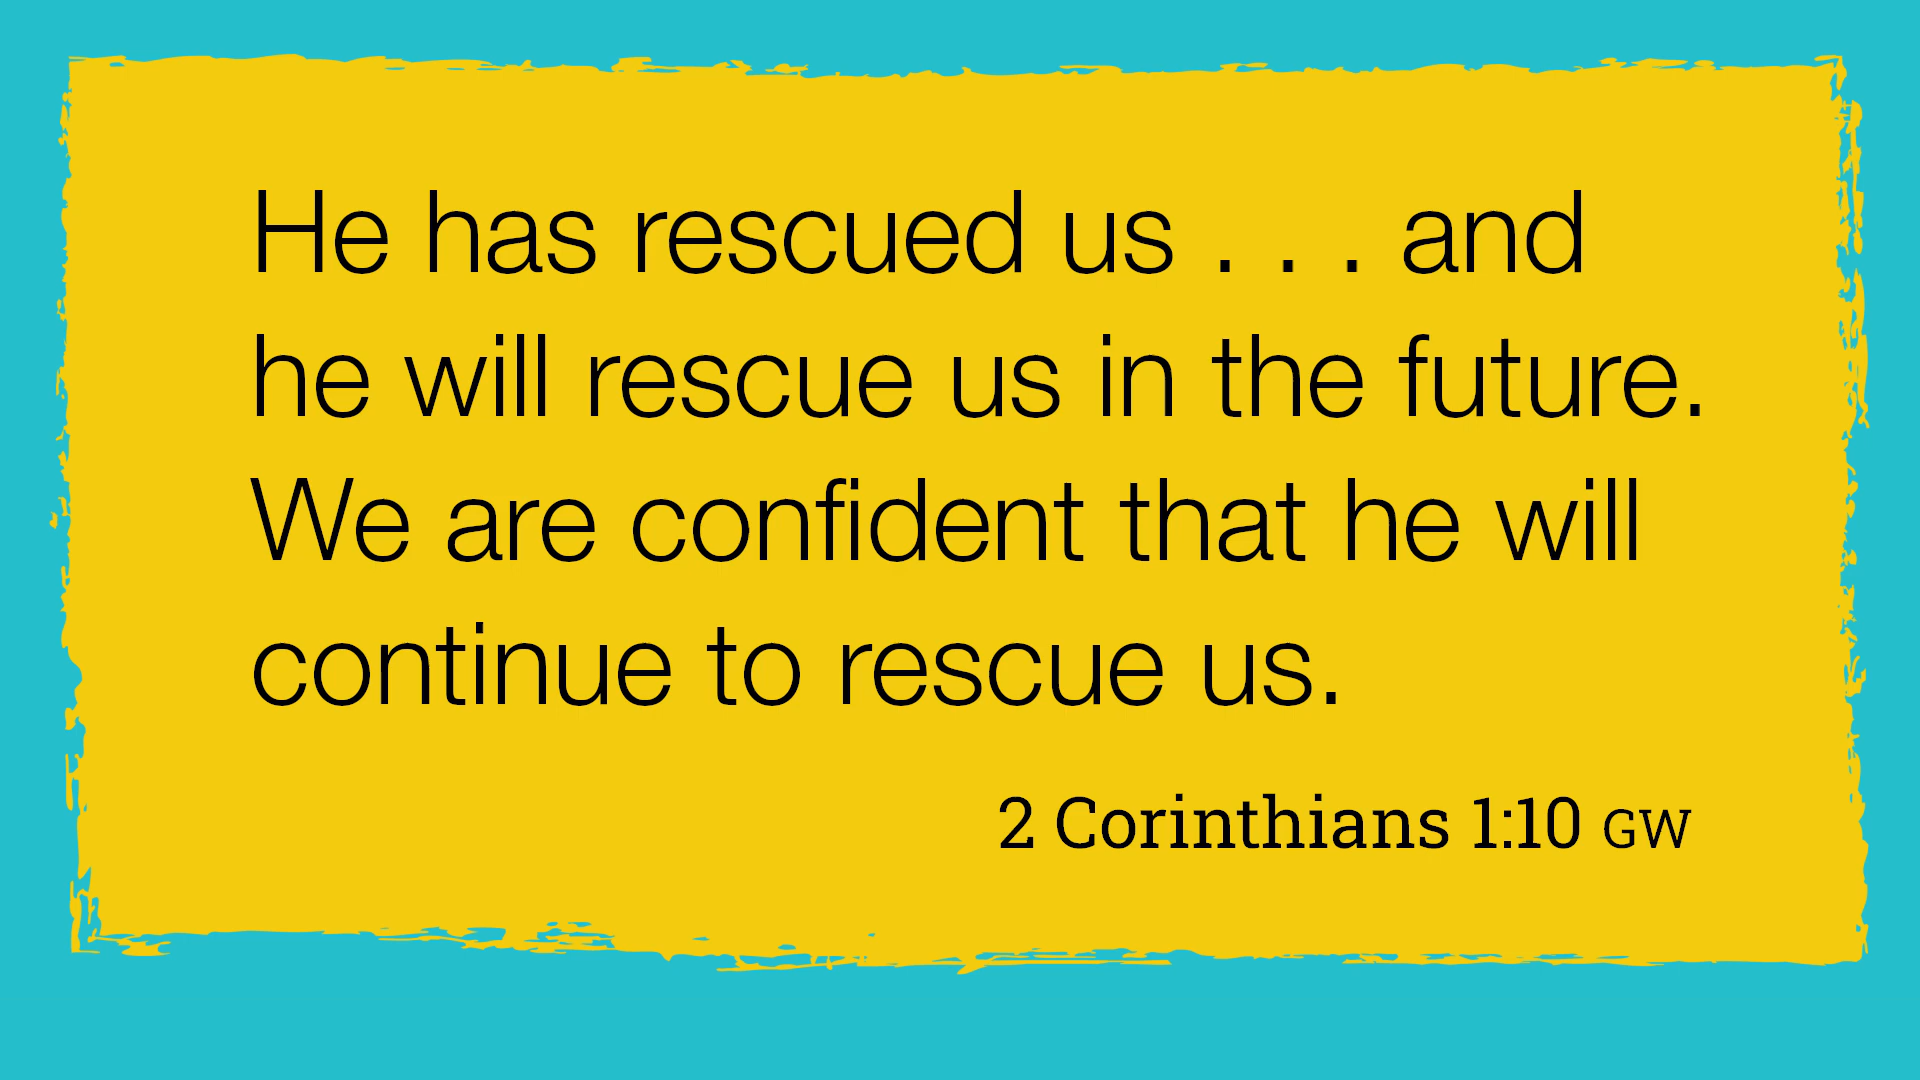 He has rescued us . . . and
he will rescue us in the future.
We are confident that he will
continue to rescue us.
2 Corinthians 1:10 GW